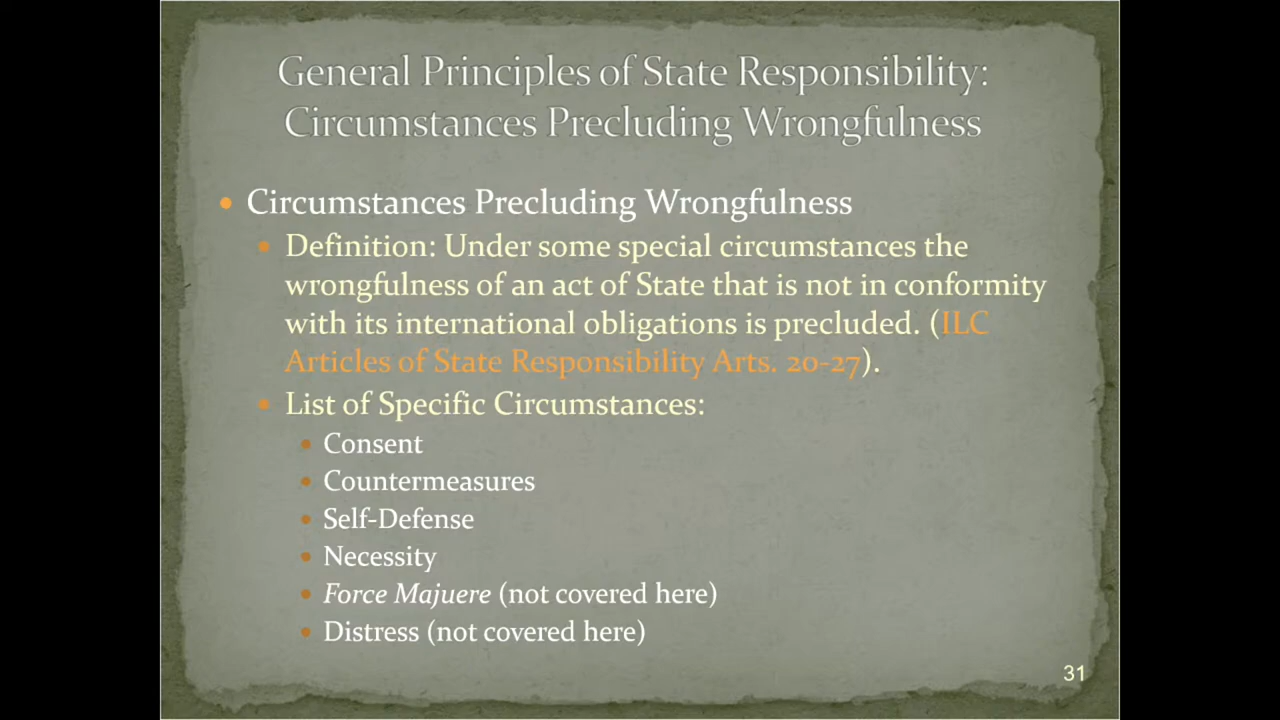 General Principles of State Responsibility:
Circumstances Precluding Wrongfulness
• Circumstances Precluding Wrongfulness
• Definition: Under some special circumstances the
wrongfulness of an act of State that is not in conformity
with its international obligations is precluded. (ILC
Articles of State Responsibility Arts. 20-27).
• List of Specific Circumstances:
• Consent
• Countermeasures
• Self-Defense
• Necessity
• Force Majuere (not covered here)
• Distress (not covered here)
31